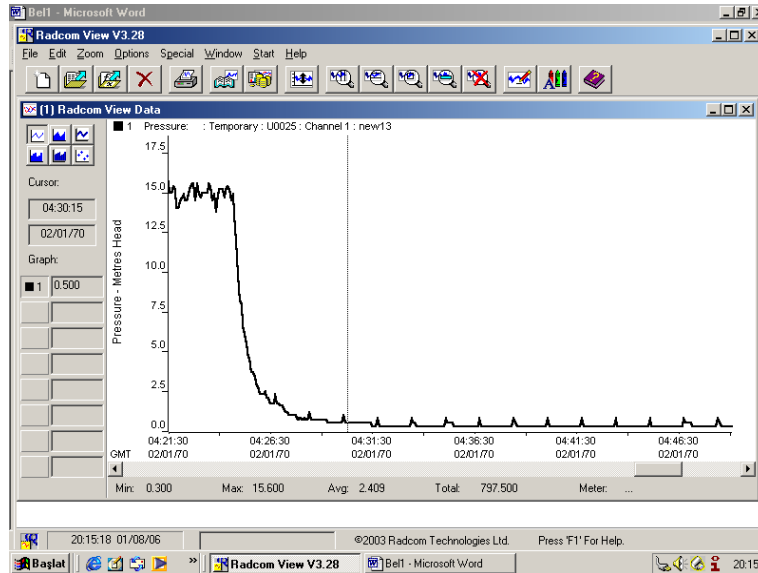 Bel1 - Microsoft Word
Radcom View V3.28
File Edit Zoom Options Special Window Start Help
(1) Radcom View Data
1 Pressure: : Temporary : U0025 : Channel 1 : new13
Cursor:
04:30:15
02/01/70
Graph:
1 0.500
Pressure - Metres Head
17.5
15.0
12.5
10.0
7.5
5.0
2.5
0.0
04:21:30 04:26:30 04:31:30 04:36:30 04:41:30 04:46:30
GMT 02/01/70 02/01/70 02/01/70 02/01/70 02/01/70 02/01/70
Min: 0.300 Max: 15.600 Avg: 2.409 Total: 797.500 Meter: ...
20:15:18 01/08/06 ©2003 Radcom Technologies Ltd. Press 'F1' For Help.
Başlat » Radcom View V3.28 Bel1 - Microsoft Word 20:15